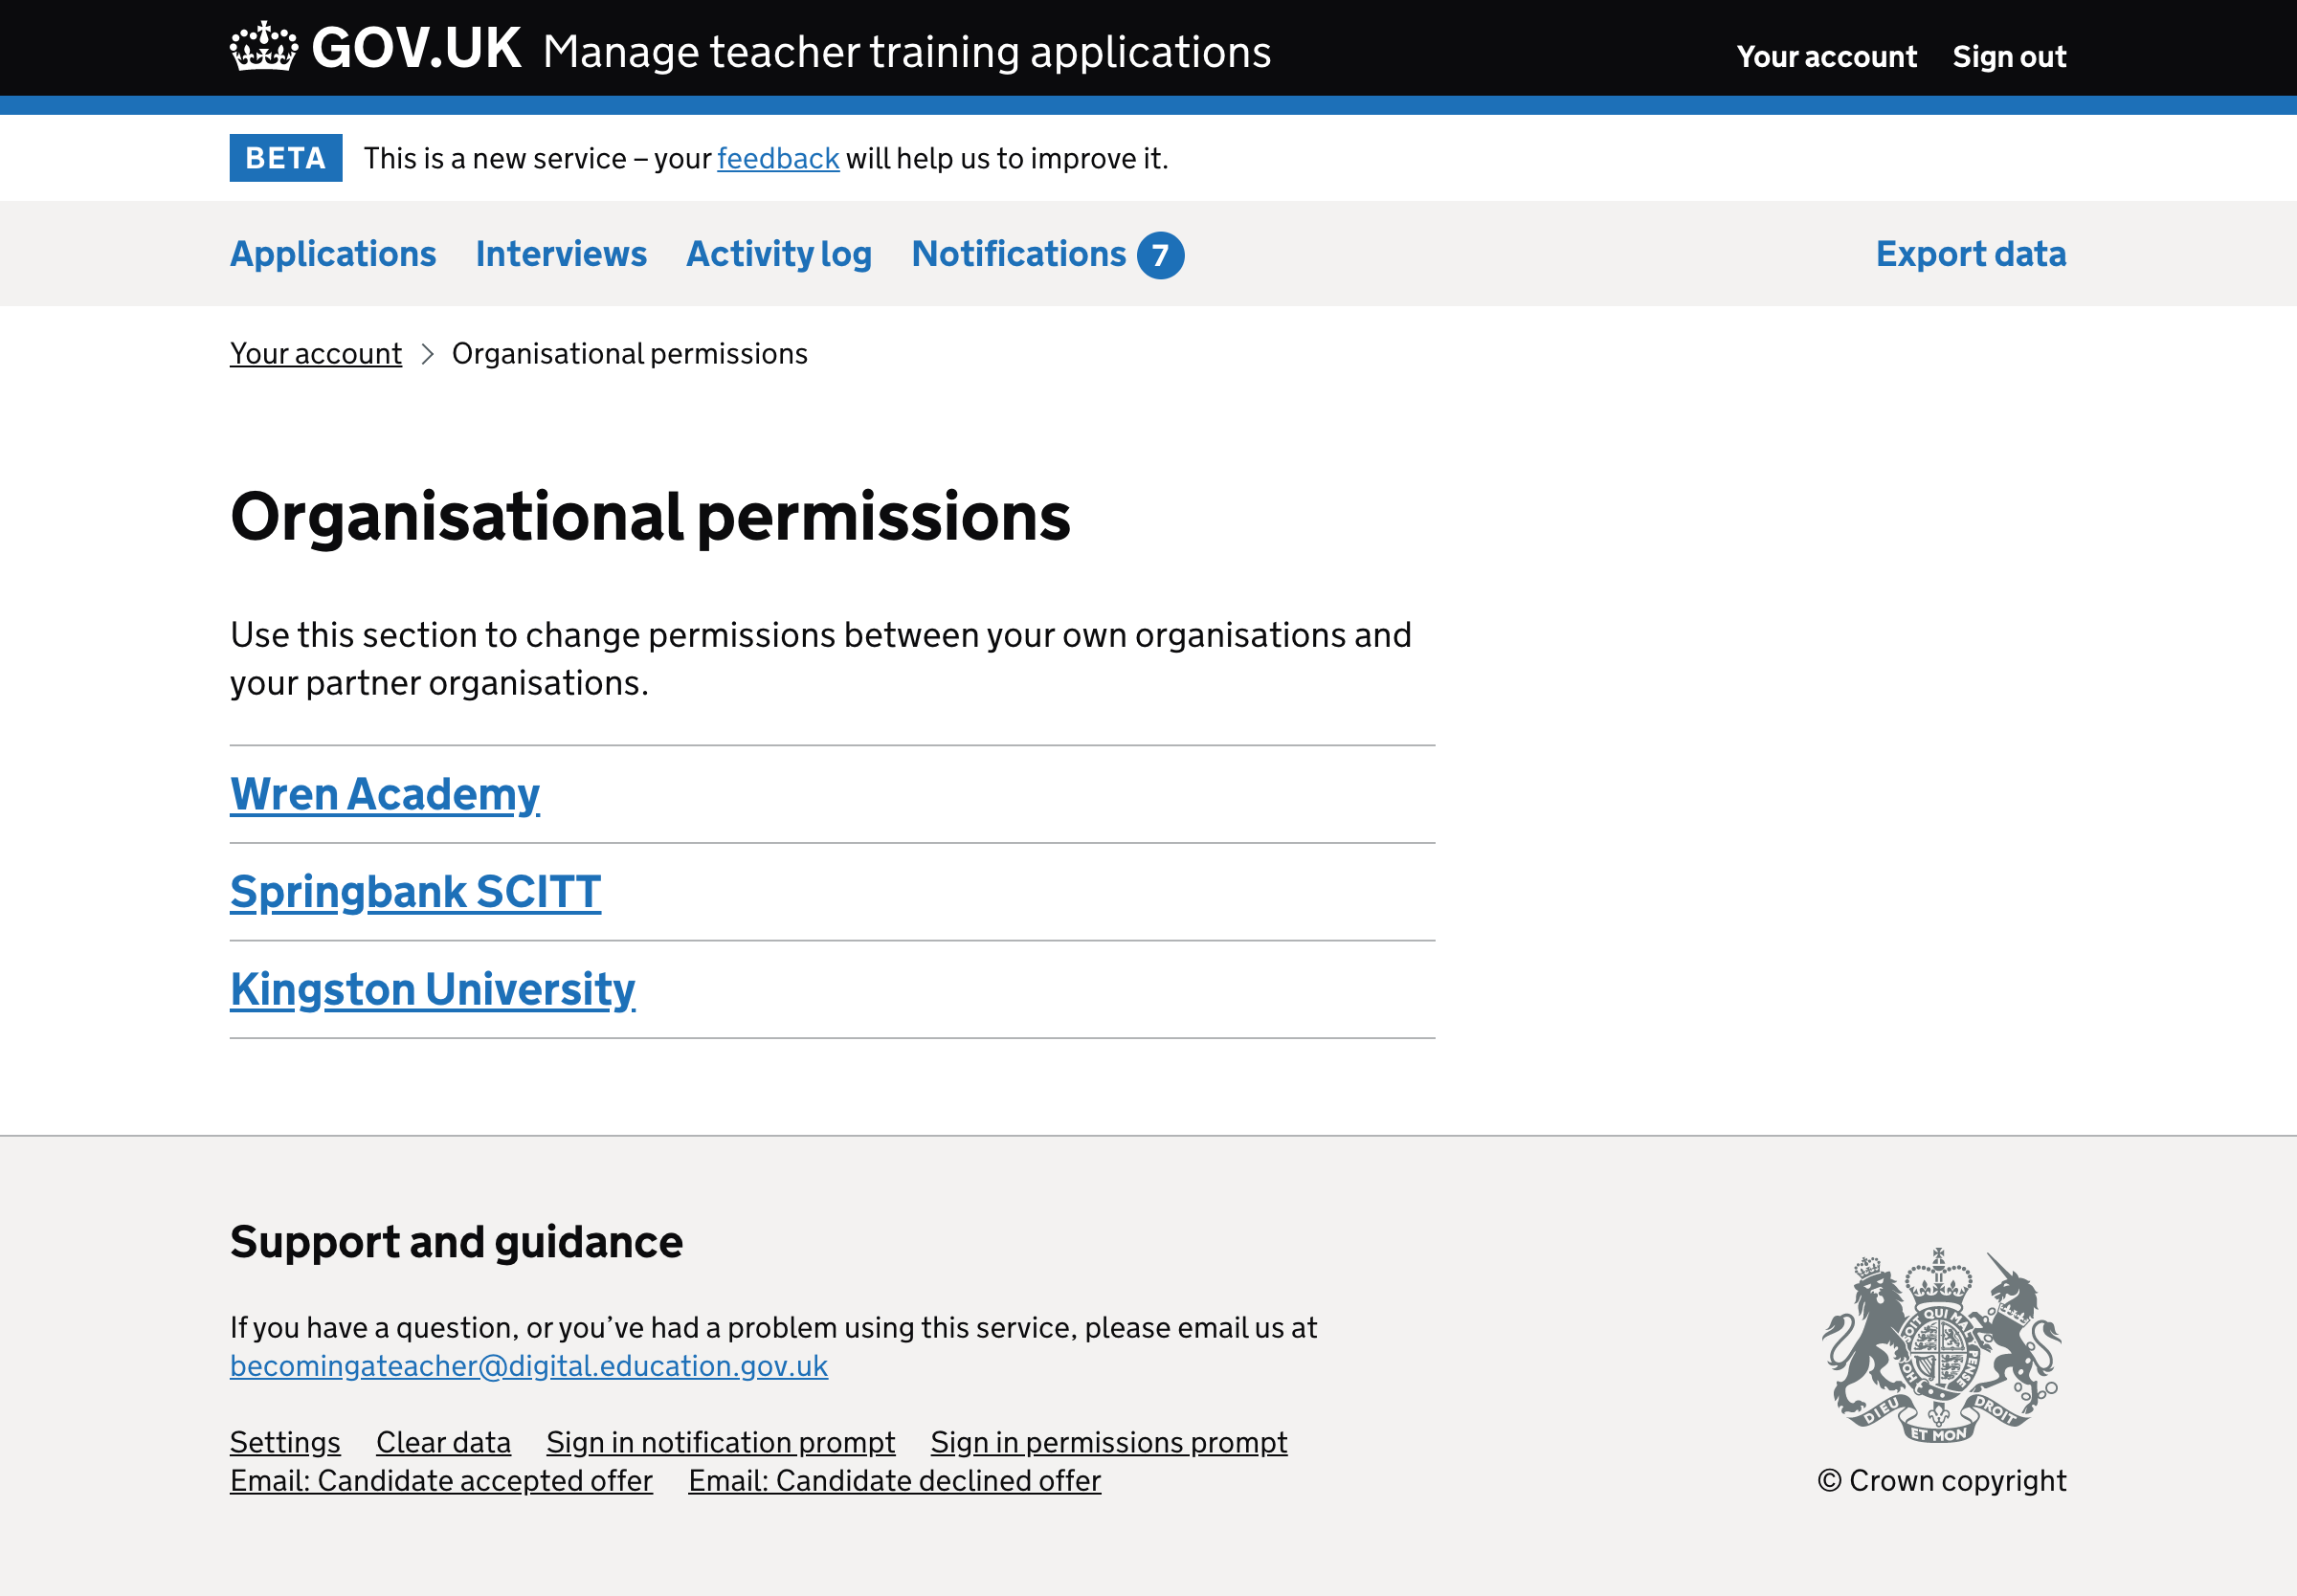 GOV.UK Manage teacher training applications Your account Sign out
BETA This is a new service – your feedback will help us to improve it.
Applications Interviews Activity log Notifications 7 Export data
Your account Organisational permissions
Organisational permissions
Use this section to change permissions between your own organisations and
your partner organisations.
Wren Academy
Springbank SCITT
Kingston University
Support and guidance
If you have a question, or you’ve had a problem using this service, please email us at
becomingateacher@digital.education.gov.uk
Settings Clear data Sign in notification prompt Sign in permissions prompt
Email: Candidate accepted offer Email: Candidate declined offer
SOIT QUI MAL Y PENSE
HON
DIEU ET MON DROIT
© Crown copyright